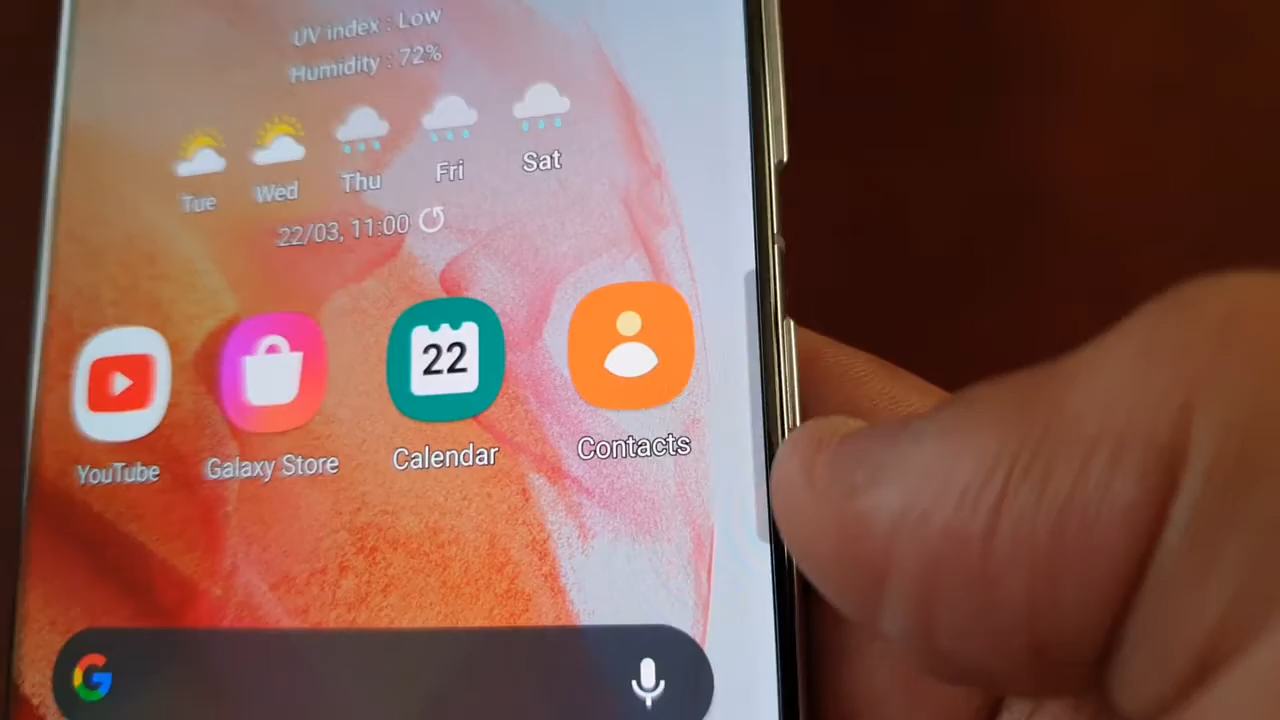 UV index : Low
Humidity : 72%
Tue Wed Thu Fri Sat
22/03, 11:00
22
YouTube Galaxy Store Calendar Contacts
G